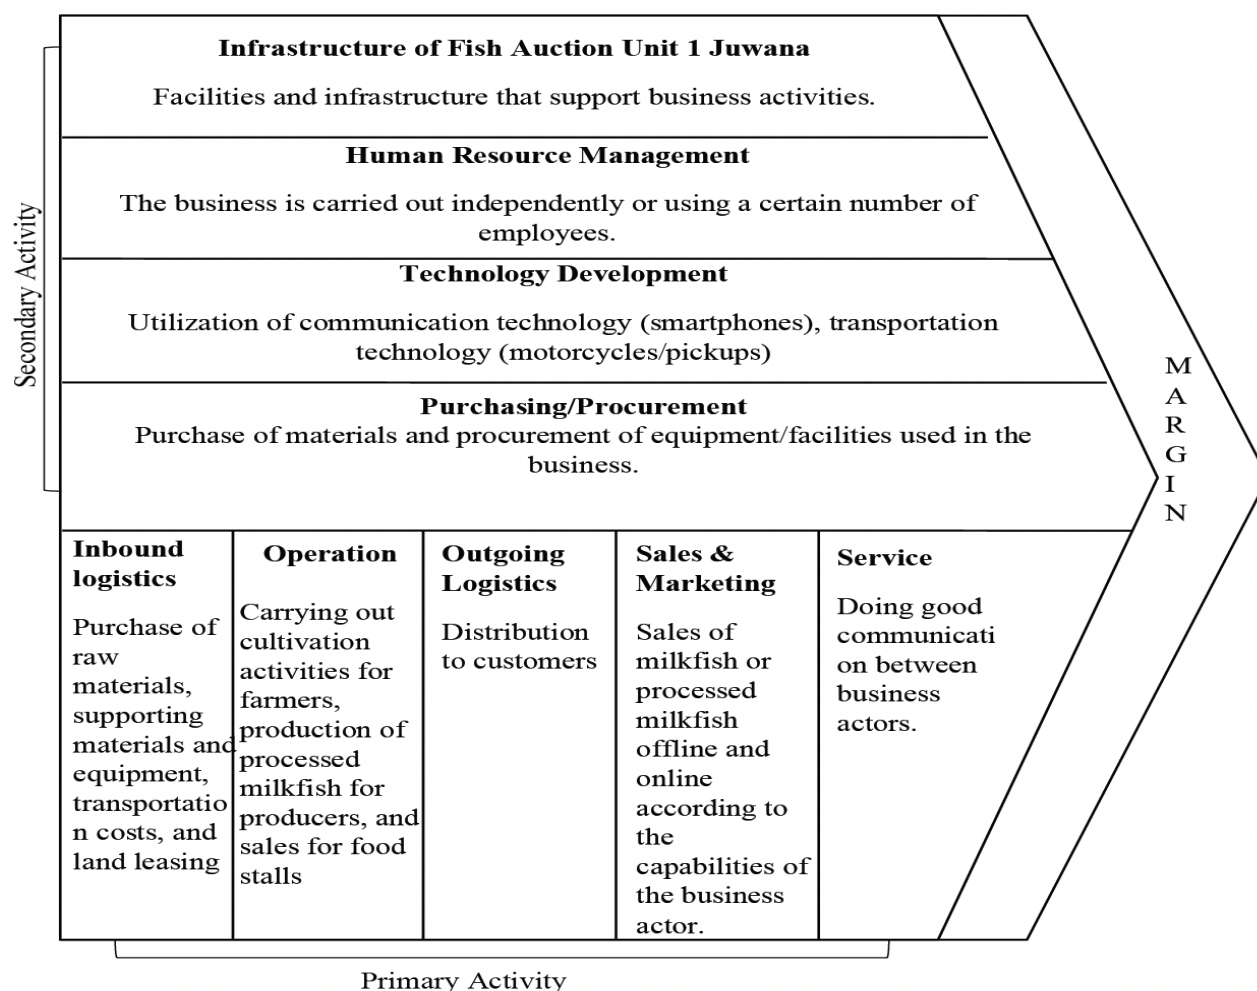 Infrastructure of Fish Auction Unit 1 Juwana
Facilities and infrastructure that support business activities.
Human Resource Management
The business is carried out independently or using a certain number of
employees.
Technology Development
Utilization of communication technology (smartphones), transportation
technology (motorcycles/pickups)
Purchasing/Procurement
Purchase of materials and procurement of equipment/facilities used in the
business.
Secondary Activity
M
A
R
G
I
N
Inbound
logistics
Purchase of
raw
materials,
supporting
materials and
equipment,
transportatio
n costs, and
land leasing
Operation
Carrying out
cultivation
activities for
farmers,
production of
processed
milkfish for
producers, and
sales for food
stalls
Outgoing
Logistics
Distribution
to customers
Sales &
Marketing
Sales of
milkfish or
processed
milkfish
offline and
online
according to
the
capabilities of
the business
actor.
Service
Doing good
communicati
on between
business
actors.
Primary Activity